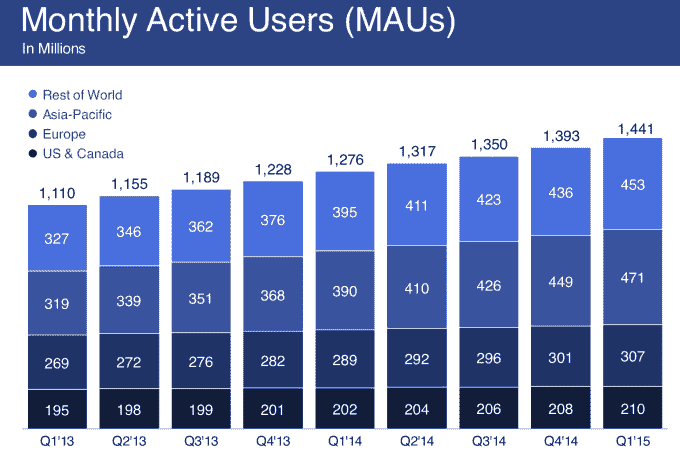 Monthly Active Users (MAUs)
In Millions
Rest of World
Asia-Pacific
Europe
US & Canada
1,110 1,155 1,189 1,228 1,276 1,317 1,350 1,393 1,441
327 346 362 376 395 411 423 436 453
319 339 351 368 390 410 426 449 471
269 272 276 282 289 292 296 301 307
195 198 199 201 202 204 206 208 210
Q1'13 Q2'13 Q3'13 Q4'13 Q1'14 Q2'14 Q3'14 Q4'14 Q1'15